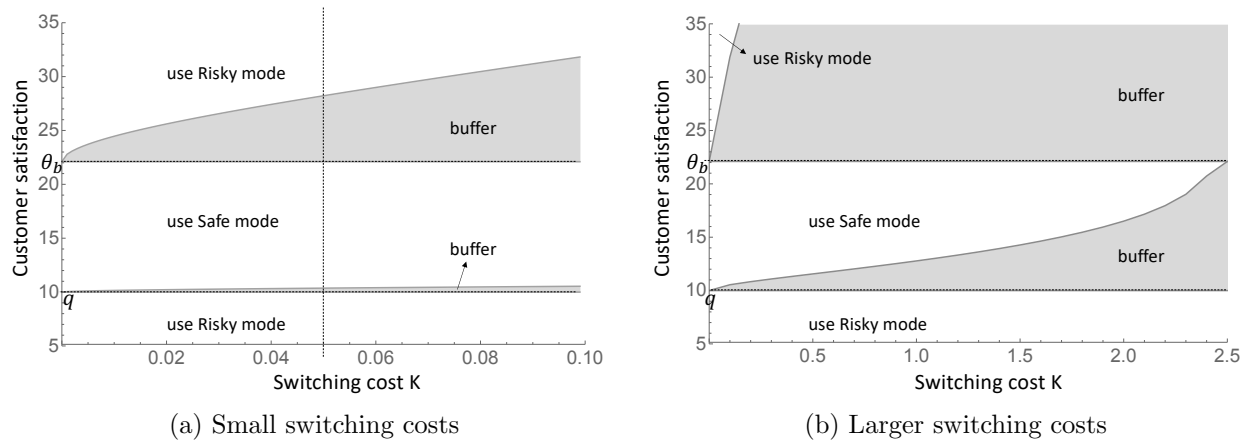 35
30
25
θ_b
20
15
10
q
5
Customer satisfaction
use Risky mode
buffer
use Safe mode
buffer
use Risky mode
0.02 0.04 0.06 0.08 0.10
Switching cost K
(a) Small switching costs
35
30
25
θ_b
20
15
10
q
5
Customer satisfaction
use Risky mode
buffer
use Safe mode
buffer
use Risky mode
0.5 1.0 1.5 2.0 2.5
Switching cost K
(b) Larger switching costs